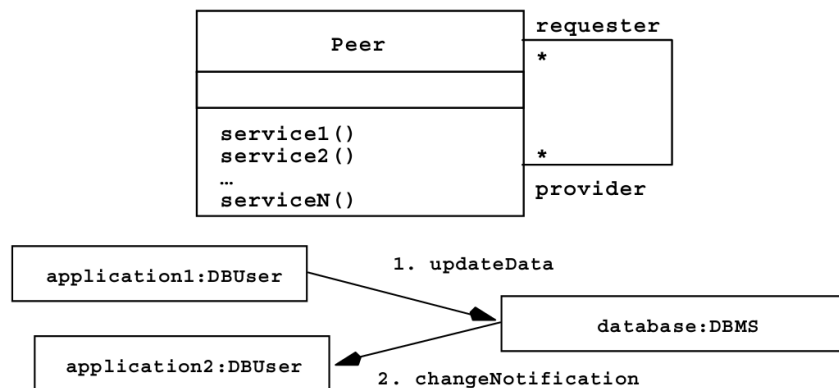 Peer
requester
*
service1()
service2()
…
serviceN()
*
provider
application1:DBUser
1. updateData
database:DBMS
application2:DBUser
2. changeNotification